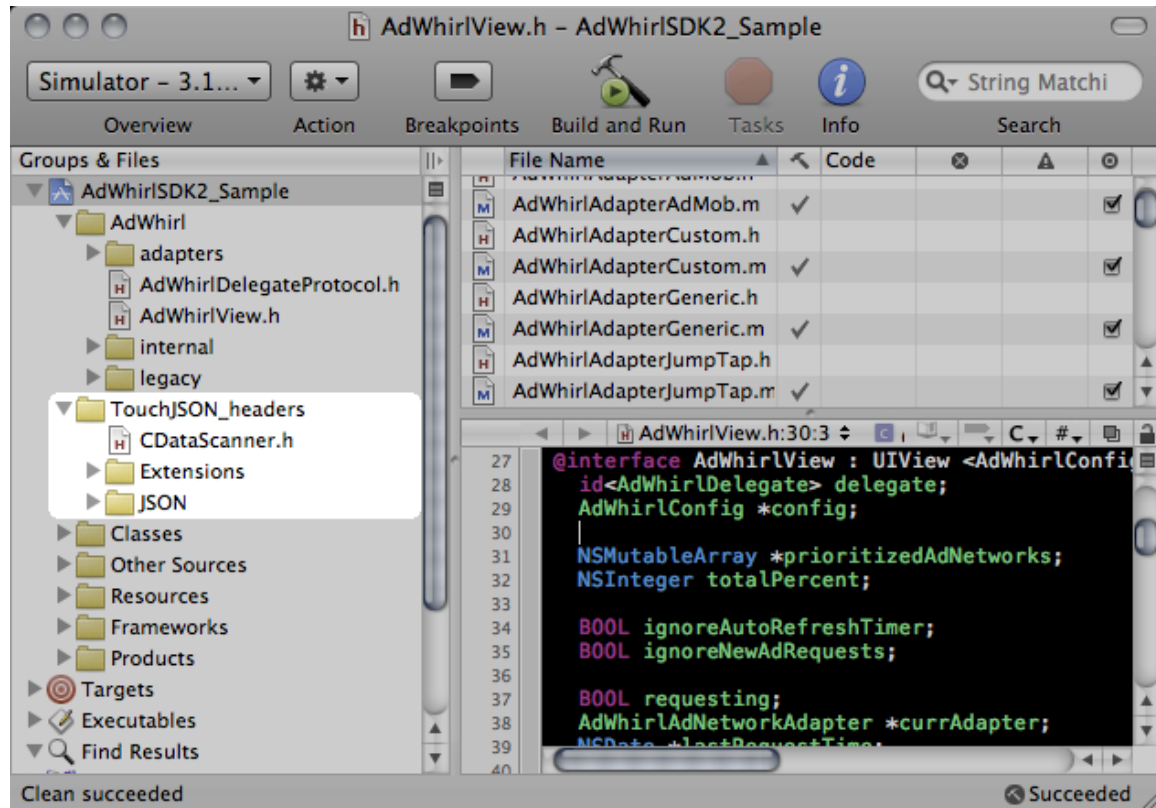 AdWhirlView.h – AdWhirlSDK2_Sample
Simulator – 3.1...
String Matchi
Overview
Action
Breakpoints
Build and Run
Tasks
Info
Search
Groups & Files
AdWhirlSDK2_Sample
AdWhirl
adapters
AdWhirlDelegateProtocol.h
AdWhirlView.h
internal
legacy
TouchJSON_headers
CDataScanner.h
Extensions
JSON
Classes
Other Sources
Resources
Frameworks
Products
Targets
Executables
Find Results
File Name
Code
AdWhirlAdapterAdMob.h
AdWhirlAdapterAdMob.m
AdWhirlAdapterCustom.h
AdWhirlAdapterCustom.m
AdWhirlAdapterGeneric.h
AdWhirlAdapterGeneric.m
AdWhirlAdapterJumpTap.h
AdWhirlAdapterJumpTap.m
AdWhirlView.h:30:3 C #
27 @interface AdWhirlView : UIView <AdWhirlConfi
28 id<AdWhirlDelegate> delegate;
29 AdWhirlConfig *config;
30
31 NSMutableArray *prioritizedAdNetworks;
32 NSInteger totalPercent;
33
34 BOOL ignoreAutoRefreshTimer;
35 BOOL ignoreNewAdRequests;
36
37 BOOL requesting;
38 AdWhirlAdNetworkAdapter *currAdapter;
39 NSDate *lastRequestTime;
40
Clean succeeded
Succeeded